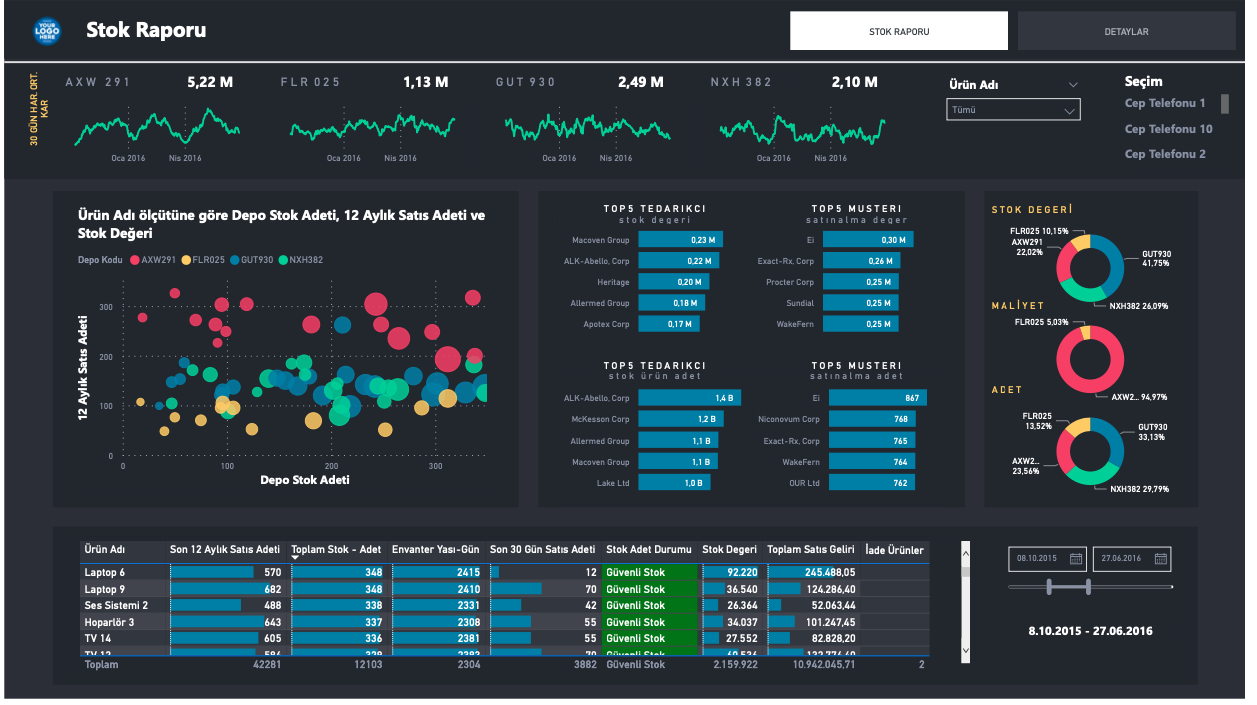 YOUR
LOGO
HERE
Stok Raporu
STOK RAPORU
DETAYLAR
30 GÜN HAR. ORT.
KAR
AXW 291
5,22 M
Oca 2016
Nis 2016
FLR 025
1,13 M
Oca 2016
Nis 2016
GUT 930
2,49 M
Oca 2016
Nis 2016
NXH 382
2,10 M
Oca 2016
Nis 2016
Ürün Adı
Tümü
Seçim
Cep Telefonu 1
Cep Telefonu 10
Cep Telefonu 2
Ürün Adı ölçütüne göre Depo Stok Adeti, 12 Aylık Satıs Adeti ve
Stok Değeri
Depo Kodu AXW291 FLR025 GUT930 NXH382
12 Aylık Satıs Adeti
300
200
100
0
0 100 200 300
Depo Stok Adeti
TOP5 TEDARIKCI
stok degeri
Macoven Group 0,23 M
ALK-Abello, Corp 0,22 M
Heritage 0,20 M
Allermed Group 0,18 M
Apotex Corp 0,17 M
TOP5 MUSTERI
satınalma deger
Ei 0,30 M
Exact-Rx, Corp 0,26 M
Procter Corp 0,25 M
Sundial 0,25 M
WakeFern 0,25 M
TOP5 TEDARIKCI
stok ürün adet
ALK-Abello, Corp 1,4 B
McKesson Corp 1,2 B
Allermed Group 1,1 B
Macoven Group 1,1 B
Lake Ltd 1,0 B
TOP5 MUSTERI
satınalma adet
Ei 867
Niconovum Corp 768
Exact-Rx, Corp 765
WakeFern 764
OUR Ltd 762
STOK DEGERİ
FLR025 10,15%
AXW291
22,02%
GUT930
41,75%
NXH382 26,09%
MALİYET
FLR025 5,03%
AXW2... 94,97%
ADET
FLR025
13,52%
GUT930
33,13%
AXW2...
23,56%
NXH382 29,79%
Ürün Adı Son 12 Aylık Satıs Adeti Toplam Stok - Adet Envanter Yası-Gün Son 30 Gün Satıs Adeti Stok Adet Durumu Stok Degeri Toplam Satıs Geliri İade Ürünler
Laptop 6 570 348 2415 12 Güvenli Stok 92.220 245.488,05
Laptop 9 682 348 2410 70 Güvenli Stok 36.540 124.286,40
Ses Sistemi 2 488 338 2331 42 Güvenli Stok 26.364 52.063,44
Hoparlör 3 643 337 2308 55 Güvenli Stok 34.037 101.247,45
TV 14 605 336 2381 55 Güvenli Stok 27.552 82.828,20
Toplam 42281 12103 2304 3882 Güvenli Stok 2.159.922 10.942.045,71 2
08.10.2015
27.06.2016
8.10.2015 - 27.06.2016